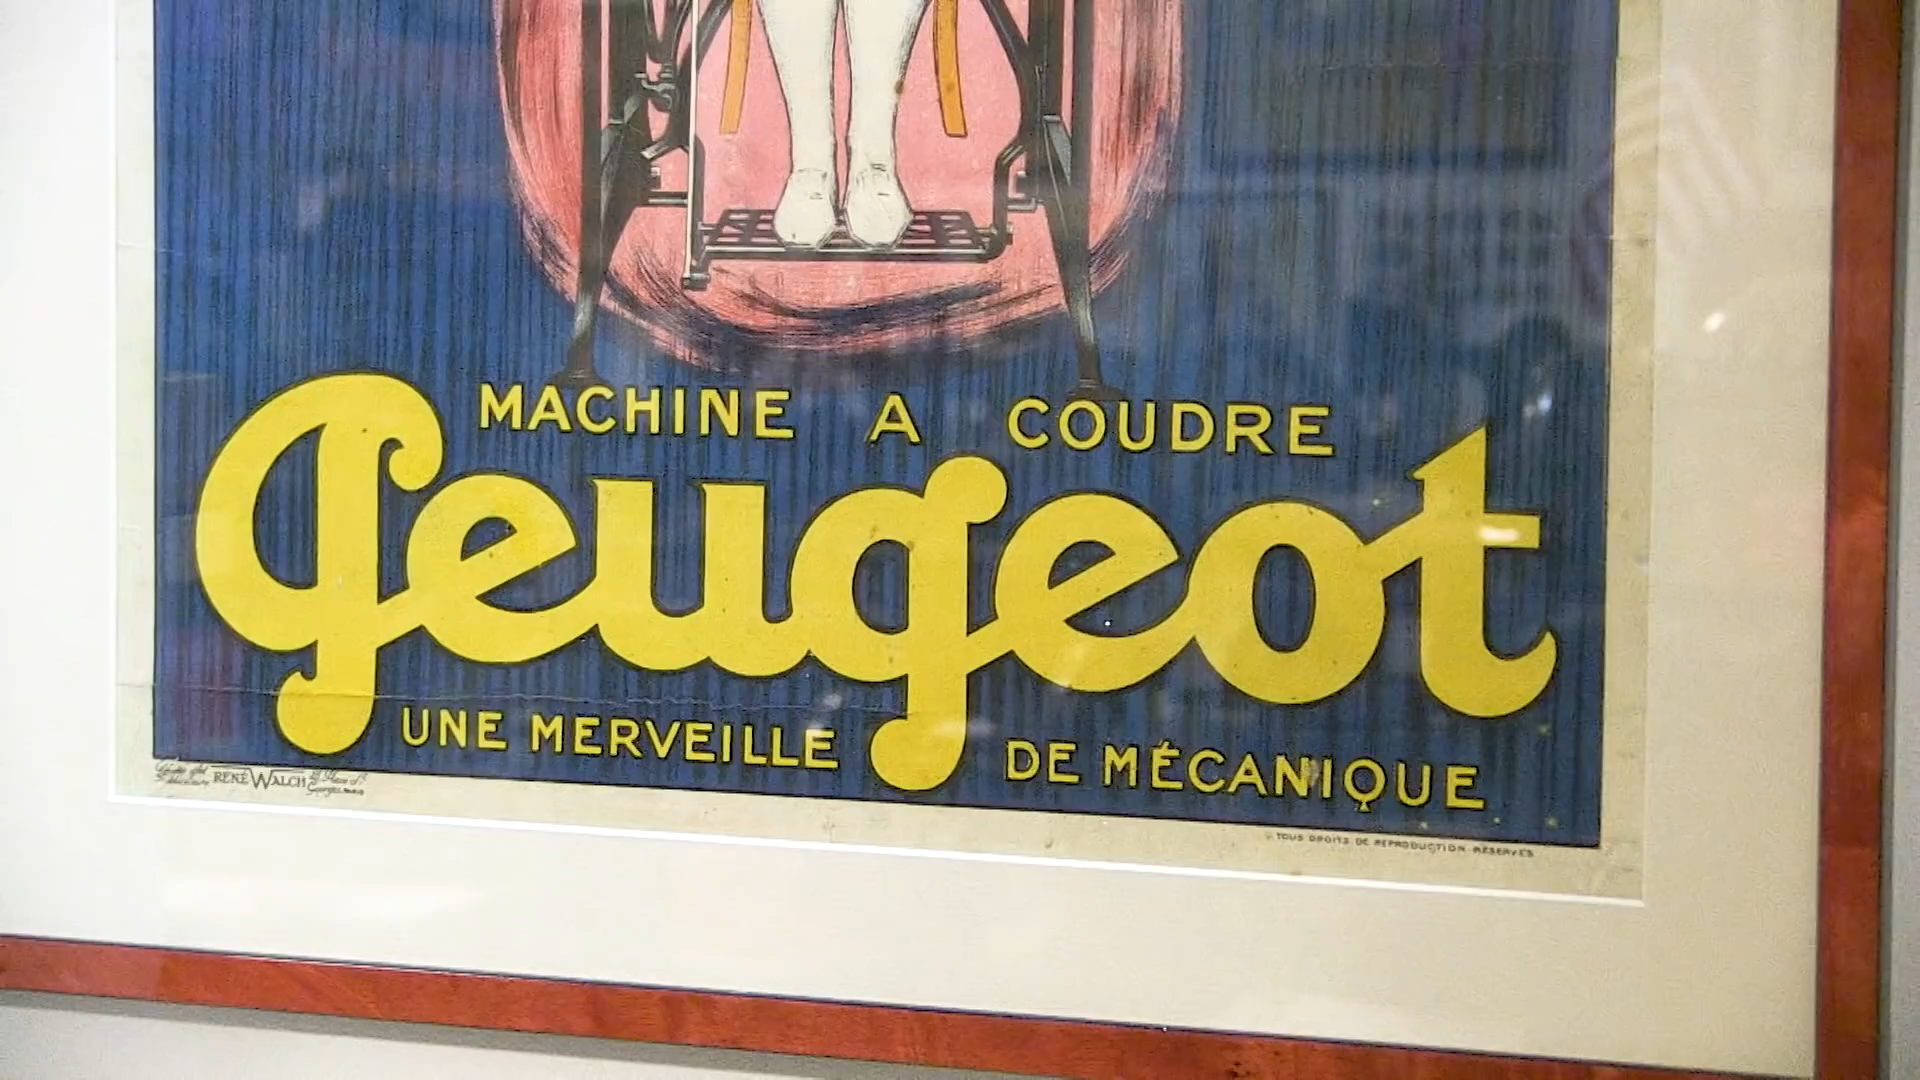 MACHINE A COUDRE
Peugeot
UNE MERVEILLE DE MÉCANIQUE
RENÉ WALCH
TOUS DROITS DE REPRODUCTION RÉSERVÉS